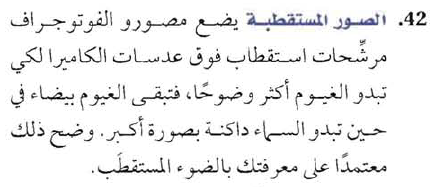 42. الصور المستقطبة يضع مصورو الفوتوجراف
مرشِّحات استقطاب فوق عدسات الكاميرا لكي
تبدو الغيوم أكثر وضوحًا، فتبقى الغيوم بيضاء في
حين تبدو السماء داكنة بصورة أكبر. وضح ذلك
معتمدًا على معرفتك بالضوء المستقطَب.